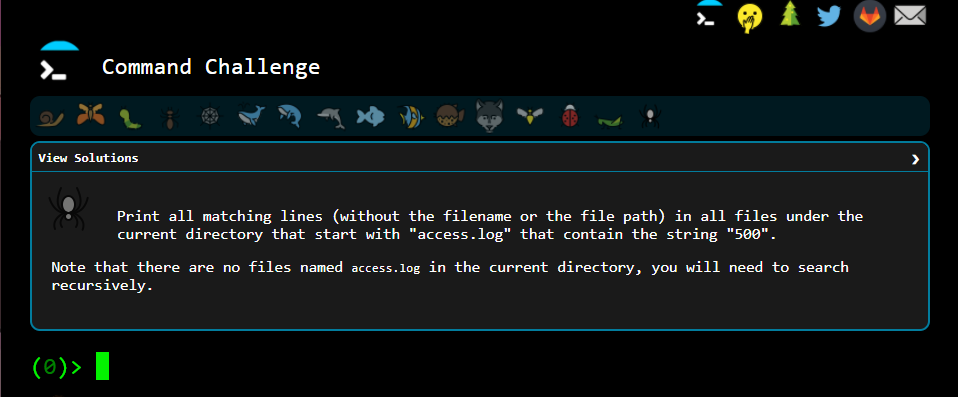 Command Challenge
View Solutions
Print all matching lines (without the filename or the file path) in all files under the
current directory that start with "access.log" that contain the string "500".
Note that there are no files named access.log in the current directory, you will need to search
recursively.
(0)>